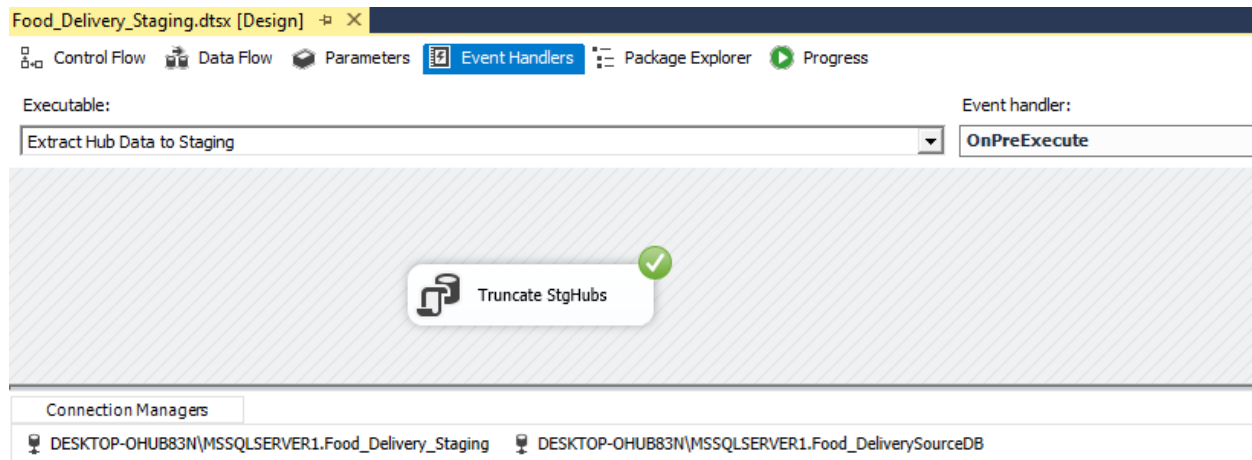 Food_Delivery_Staging.dtsx [Design]
Control Flow Data Flow Parameters Event Handlers Package Explorer Progress
Executable: Event handler:
Extract Hub Data to Staging OnPreExecute
Truncate StgHubs
Connection Managers
DESKTOP-OHUB83N\MSSQLSERVER1.Food_Delivery_Staging DESKTOP-OHUB83N\MSSQLSERVER1.Food_DeliverySourceDB